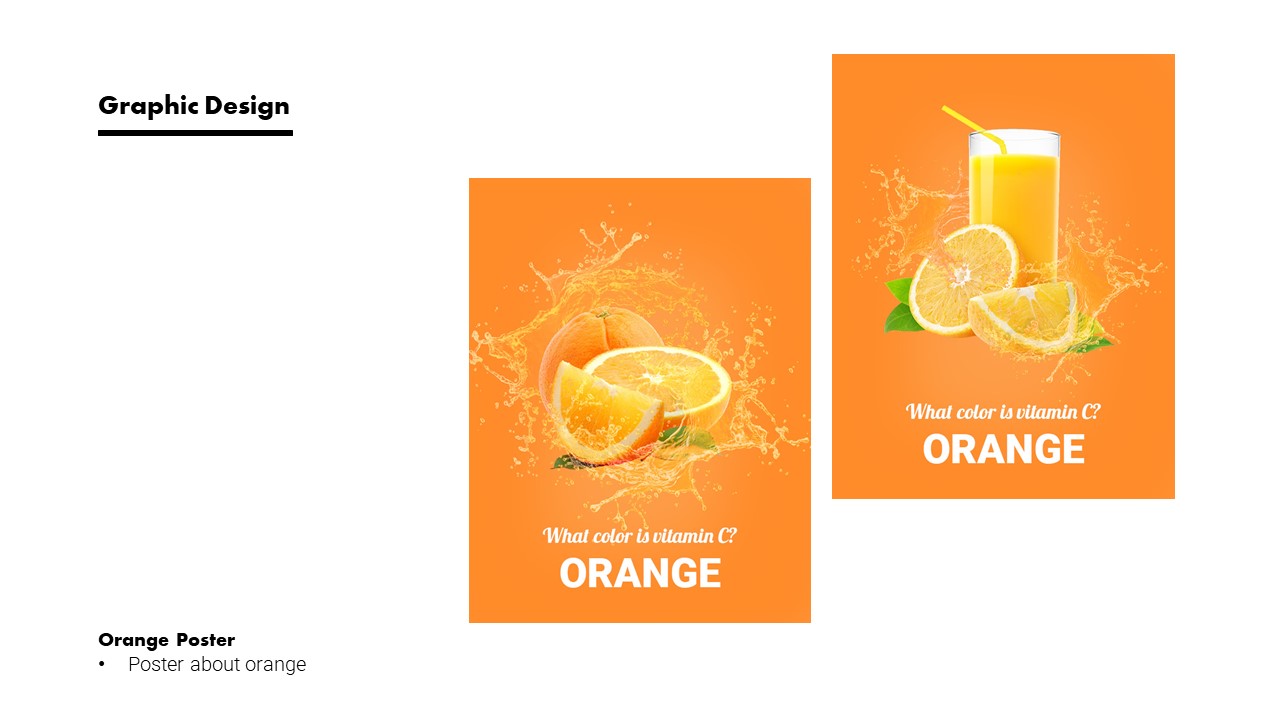 Graphic Design
What color is vitamin C?
ORANGE
What color is vitamin C?
ORANGE
Orange Poster
• Poster about orange